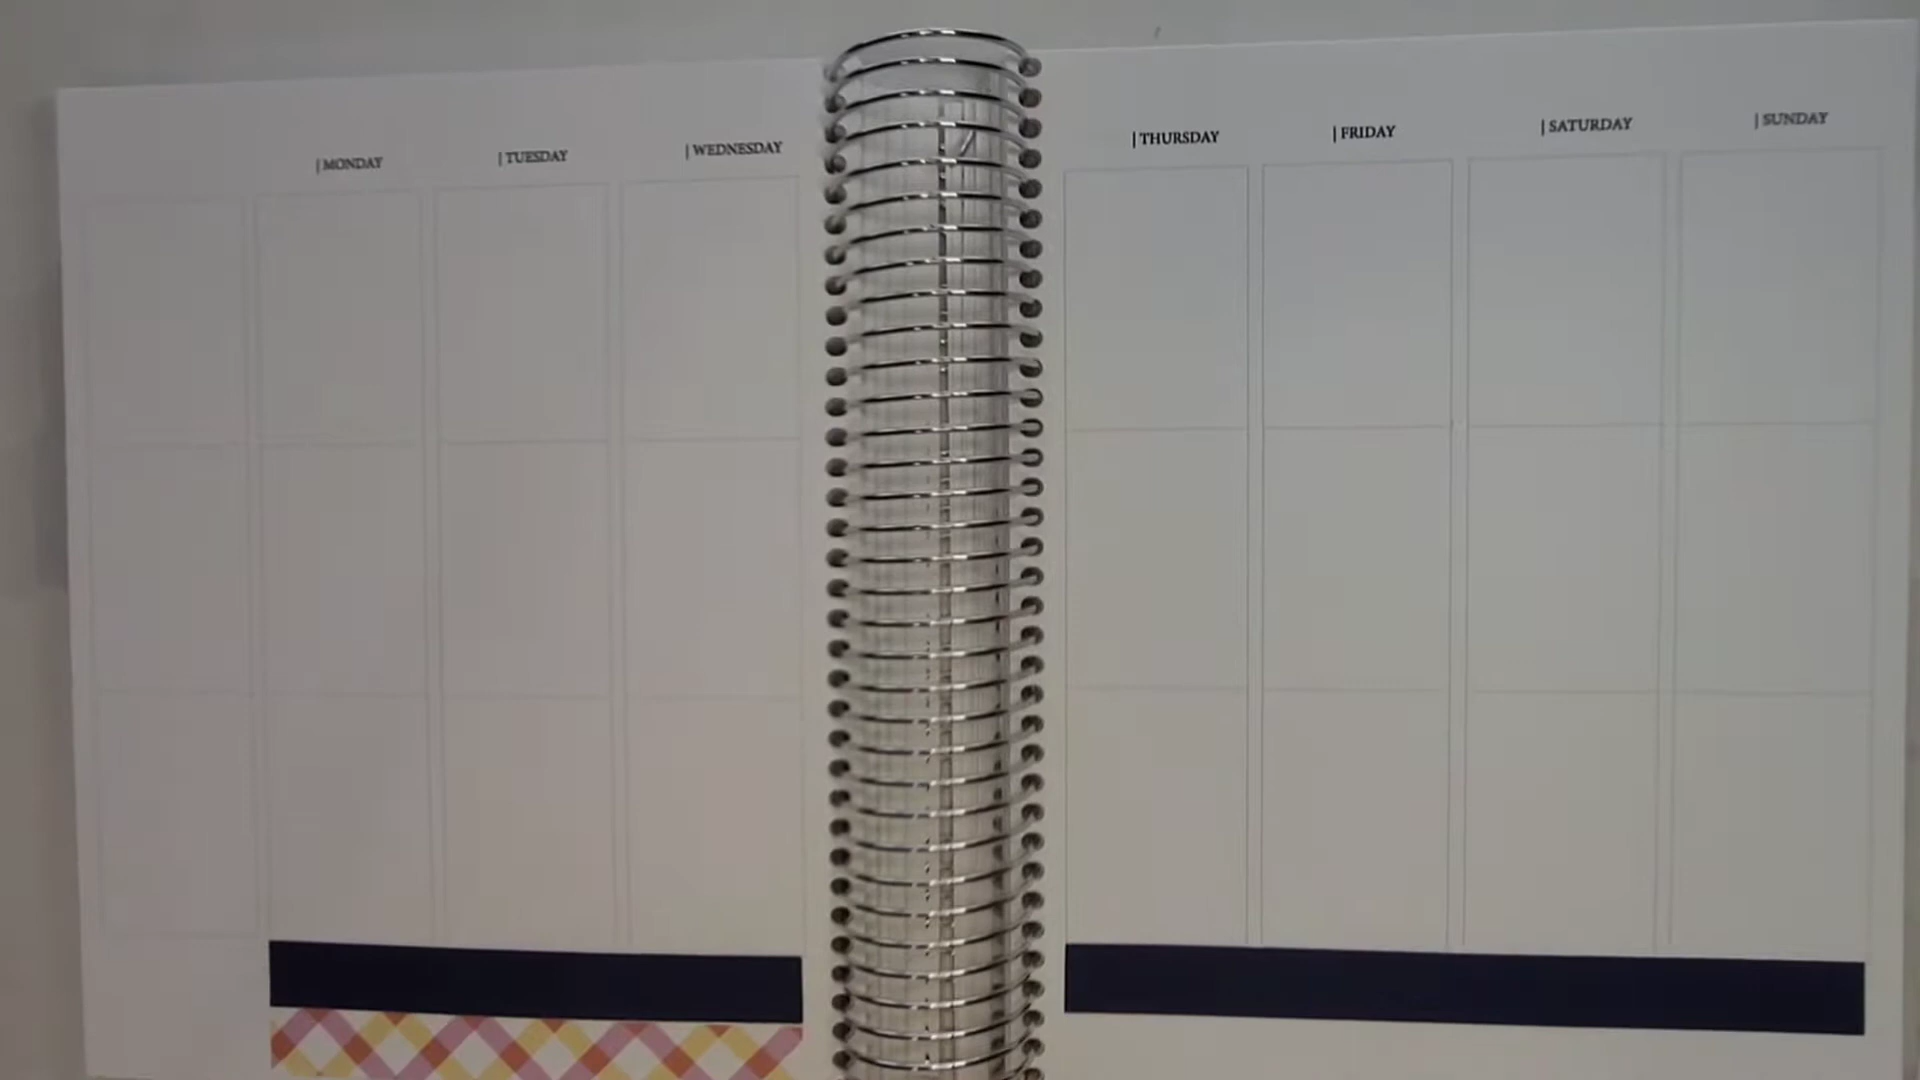 | MONDAY
| TUESDAY
| WEDNESDAY
| THURSDAY
| FRIDAY
| SATURDAY
| SUNDAY